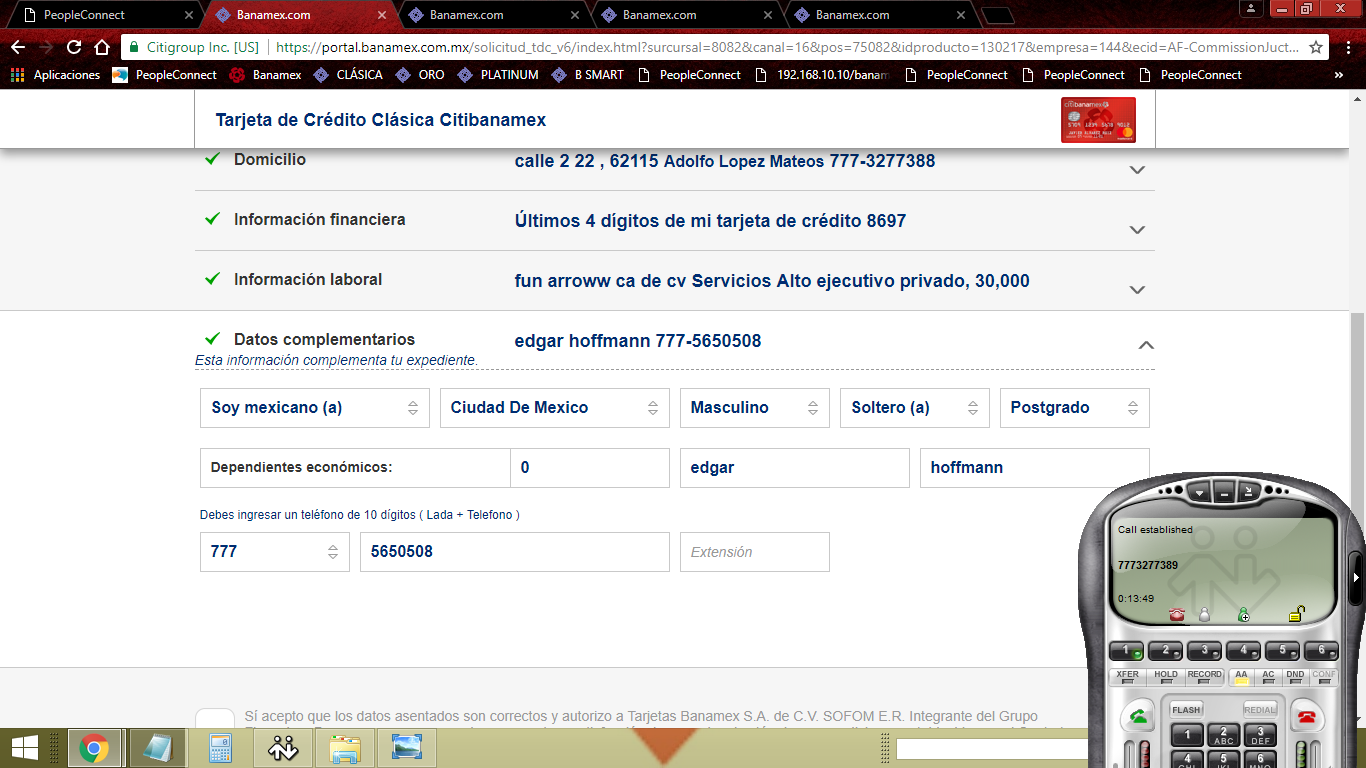 PeopleConnect
Banamex.com
Banamex.com
Banamex.com
Banamex.com
Citigroup Inc. [US]
https://portal.banamex.com.mx/solicitud_tdc_v6/index.html?surcursal=8082&canal=16&pos=75082&idproducto=130217&empresa=144&ecid=AF-CommissionJuct...
Aplicaciones PeopleConnect Banamex CLÁSICA ORO PLATINUM B SMART PeopleConnect 192.168.10.10/banam PeopleConnect PeopleConnect PeopleConnect »
Tarjeta de Crédito Clásica Citibanamex
citibanamex
Domicilio calle 2 22 , 62115 Adolfo Lopez Mateos 777-3277388
Información financiera Últimos 4 dígitos de mi tarjeta de crédito 8697
Información laboral fun arroww ca de cv Servicios Alto ejecutivo privado, 30,000
Datos complementarios edgar hoffmann 777-5650508
Esta información complementa tu expediente.
Soy mexicano (a) Ciudad De Mexico Masculino Soltero (a) Postgrado
Dependientes económicos: 0 edgar hoffmann
Debes ingresar un teléfono de 10 dígitos ( Lada + Telefono )
777 5650508 Extensión
Sí acepto que los datos asentados son correctos y autorizo a Tarjetas Banamex S.A. de C.V. SOFOM E.R. Integrante del Grupo
Call established
7773277389
0:13:49
1 2 3 4 5 6
XFER HOLD RECORD AA AC DND CONF
FLASH REDIAL
1 2 ABC 3 DEF
4 5 6